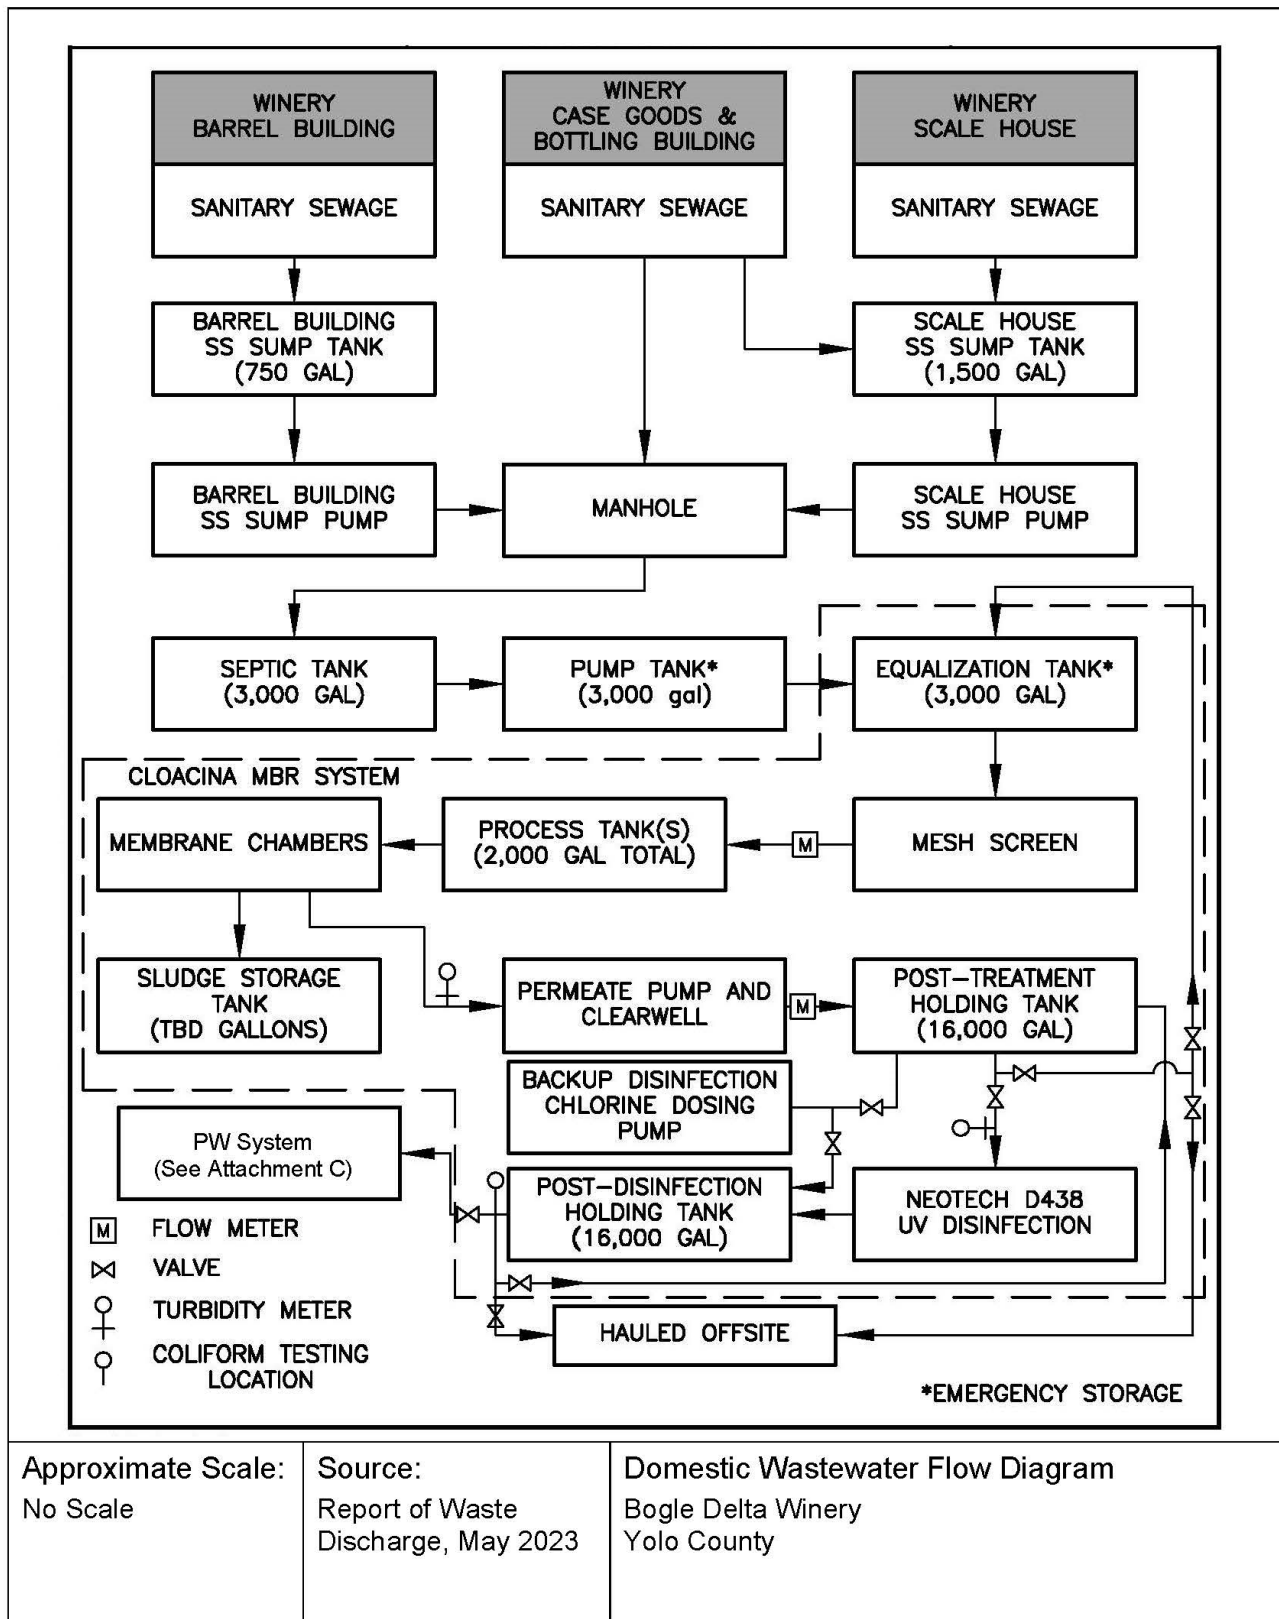 WINERY
BARREL BUILDING
SANITARY SEWAGE
WINERY
CASE GOODS &
BOTTLING BUILDING
SANITARY SEWAGE
WINERY
SCALE HOUSE
SANITARY SEWAGE
BARREL BUILDING
SS SUMP TANK
(750 GAL)
SCALE HOUSE
SS SUMP TANK
(1,500 GAL)
BARREL BUILDING
SS SUMP PUMP
MANHOLE
SCALE HOUSE
SS SUMP PUMP
SEPTIC TANK
(3,000 GAL)
PUMP TANK*
(3,000 gal)
EQUALIZATION TANK*
(3,000 GAL)
CLOACINA MBR SYSTEM
MEMBRANE CHAMBERS
PROCESS TANK(S)
(2,000 GAL TOTAL)
M
MESH SCREEN
SLUDGE STORAGE
TANK
(TBD GALLONS)
PERMEATE PUMP AND
CLEARWELL
M
POST-TREATMENT
HOLDING TANK
(16,000 GAL)
BACKUP DISINFECTION
CHLORINE DOSING
PUMP
PW System
(See Attachment C)
POST-DISINFECTION
HOLDING TANK
(16,000 GAL)
NEOTECH D438
UV DISINFECTION
M FLOW METER
VALVE
TURBIDITY METER
COLIFORM TESTING
LOCATION
HAULED OFFSITE
*EMERGENCY STORAGE
Approximate Scale:
No Scale
Source:
Report of Waste
Discharge, May 2023
Domestic Wastewater Flow Diagram
Bogle Delta Winery
Yolo County